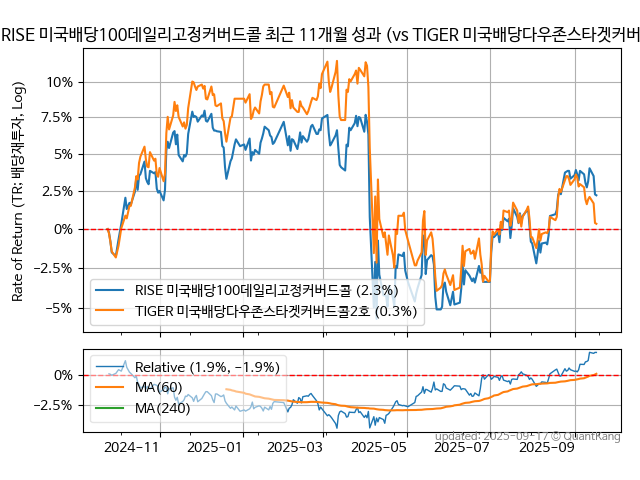 RISE 미국배당100데일리고정커버드콜 최근 11개월 성과 (vs TIGER 미국배당다우존스타겟커버
Rate of Return (TR: 배당재투자, Log)
10%
7.5%
5%
2.5%
0%
−2.5%
−5%
RISE 미국배당100데일리고정커버드콜 (2.3%)
TIGER 미국배당다우존스타겟커버드콜2호 (0.3%)
0%
−2.5%
Relative (1.9%, −1.9%)
MA(60)
MA(240)
updated: 2025-09-17 © QuantKang
2024−11 2025−01 2025−03 2025−05 2025−07 2025−09